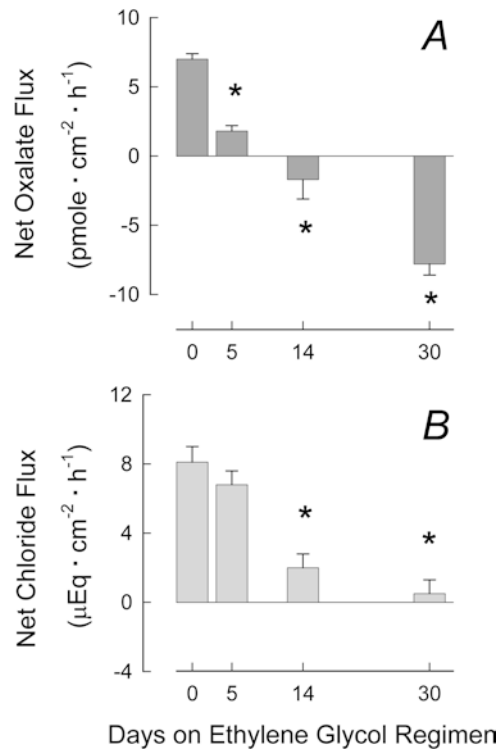 A
Net Oxalate Flux
(pmole · cm-2 · h-1)
10
5
0
-5
-10
*
*
*
0 5 14 30
B
Net Chloride Flux
(µEq · cm-2 · h-1)
12
8
4
0
-4
*
*
0 5 14 30
Days on Ethylene Glycol Regimen